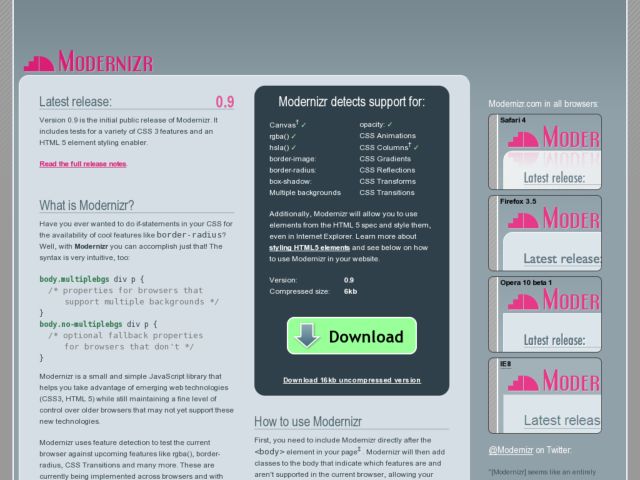 MODERNIZR
Latest release: 0.9
Version 0.9 is the initial public release of Modernizr. It
includes tests for a variety of CSS 3 features and an
HTML 5 element styling enabler.
Read the full release notes.
What is Modernizr?
Have you ever wanted to do if-statements in your CSS for
the availability of cool features like border-radius?
Well, with Modernizr you can accomplish just that! The
syntax is very intuitive, too:
body.multiplebgs div p {
/* properties for browsers that
support multiple backgrounds */
}
body.no-multiplebgs div p {
/* optional fallback properties
for browsers that don't */
}
Modernizr is a small and simple JavaScript library that
helps you take advantage of emerging web technologies
(CSS3, HTML 5) while still maintaining a fine level of
control over older browsers that may not yet support these
new technologies.
Modernizr uses feature detection to test the current
browser against upcoming features like rgba(), border-
radius, CSS Transitions and many more. These are
currently being implemented across browsers and with
Modernizr detects support for:
Canvas† ✓
rgba() ✓
hsla() ✓
border-image:
border-radius:
box-shadow:
Multiple backgrounds
opacity: ✓
CSS Animations
CSS Columns† ✓
CSS Gradients
CSS Reflections
CSS Transforms
CSS Transitions
Additionally, Modernizr will allow you to use
elements from the HTML 5 spec and style them,
even in Internet Explorer. Learn more about
styling HTML5 elements and see below on how
to use Modernizr in your website.
Version: 0.9
Compressed size: 6kb
Download
Download 16kb uncompressed version
How to use Modernizr
First, you need to include Modernizr directly after the
<body> element in your page‡. Modernizr will then add
classes to the body that indicate which features are and
aren't supported in the current browser, allowing your
Modernizr.com in all browsers:
Safari 4
MODER
Latest release:
Firefox 3.5
MODER
Latest release:
Opera 10 beta 1
MODER
Latest release:
IE8
MODER
Latest releas
@Modernizr on Twitter:
"[Modernizr] seems like an entirely